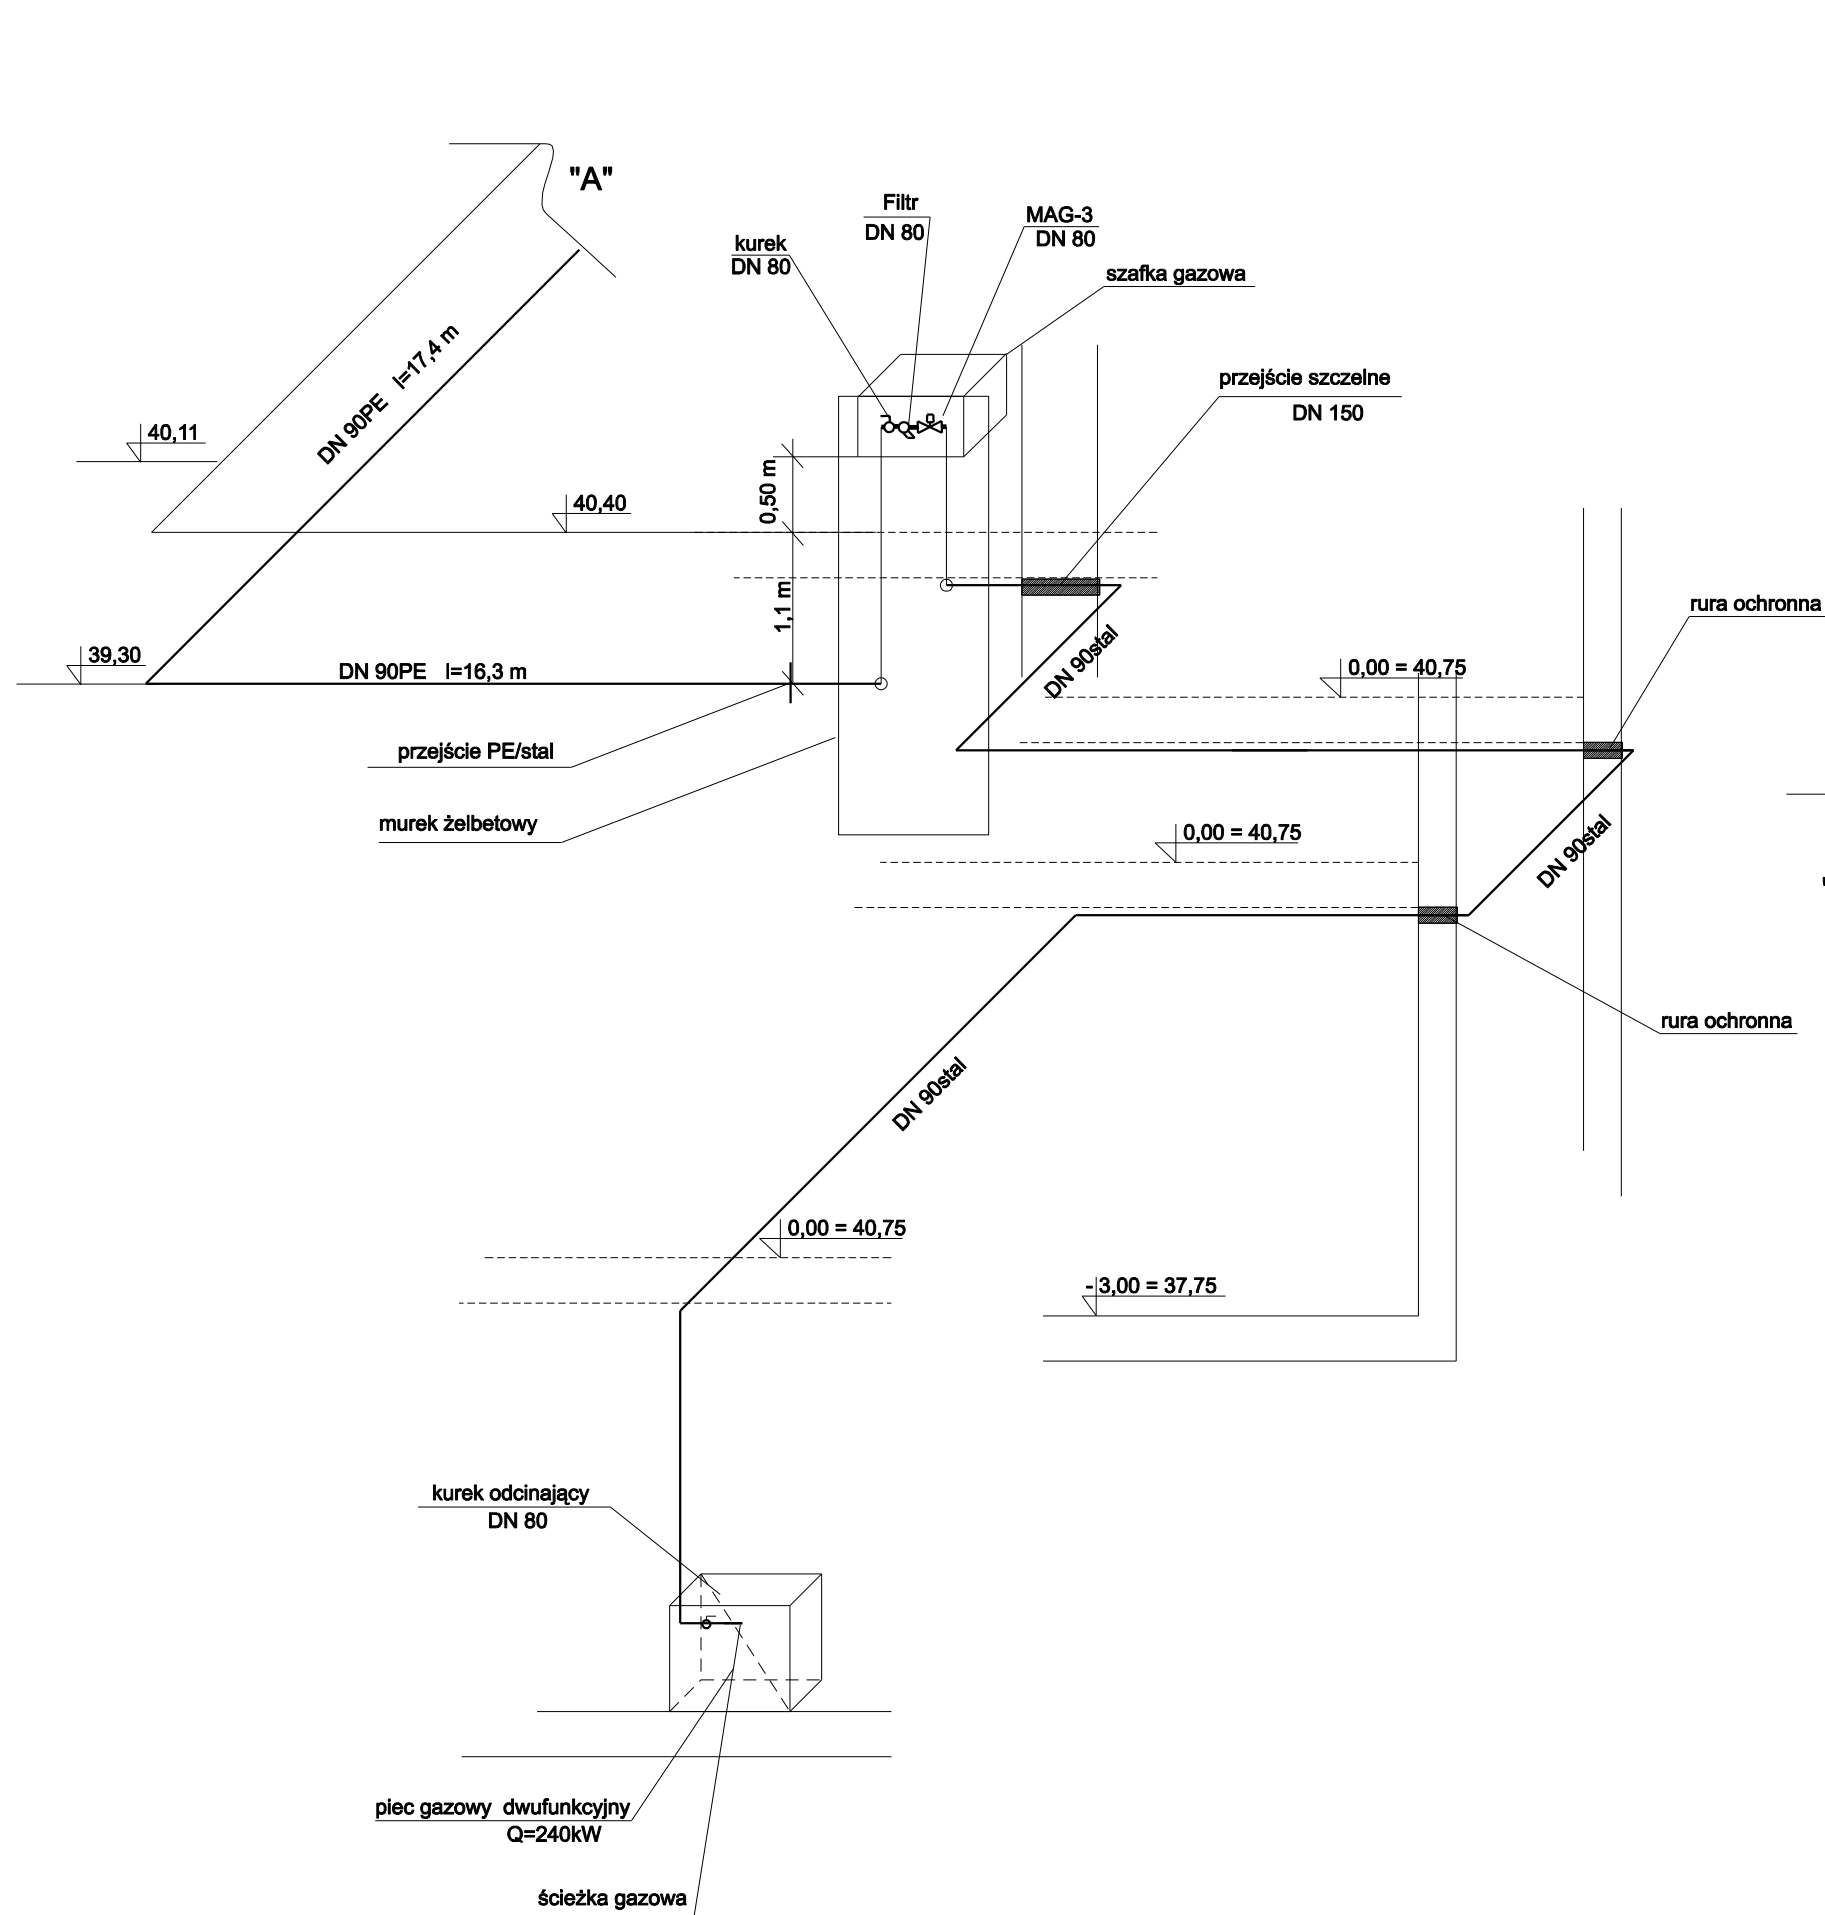 "A"
Filtr
DN 80
MAG-3
DN 80
kurek
DN 80
szafka gazowa
DN 90PE l=17,4 m
przejście szczelne
DN 150
40,11
40,40
0,50 m
1,1 m
rura ochronna
39,30
DN 90PE l=16,3 m
DN 90stal
0,00 = 40,75
przejście PE/stal
murek żelbetowy
0,00 = 40,75
DN 90stal
rura ochronna
DN 90stal
0,00 = 40,75
-3,00 = 37,75
kurek odcinający
DN 80
piec gazowy dwufunkcyjny
Q=240kW
ścieżka gazowa